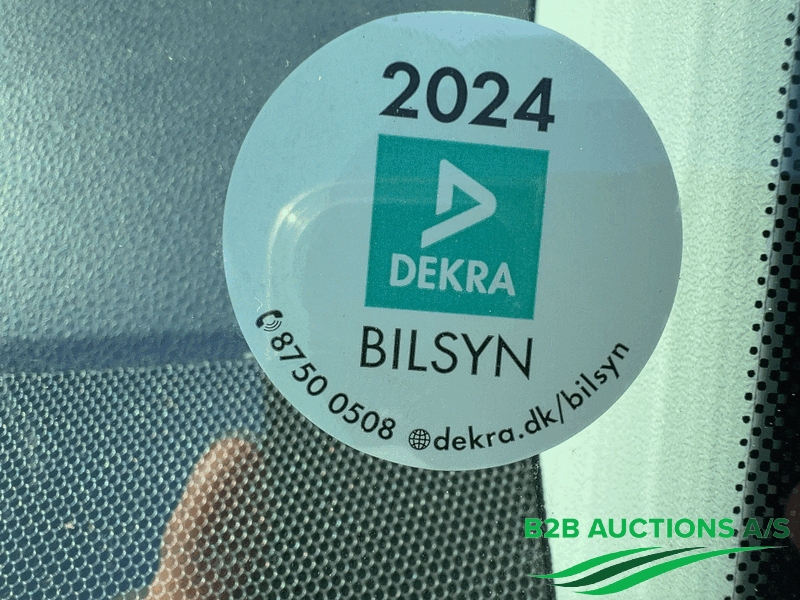 2024
DEKRA
BILSYN
8750 0508 dekra.dk/bilsyn
B2B AUCTIONS A/S